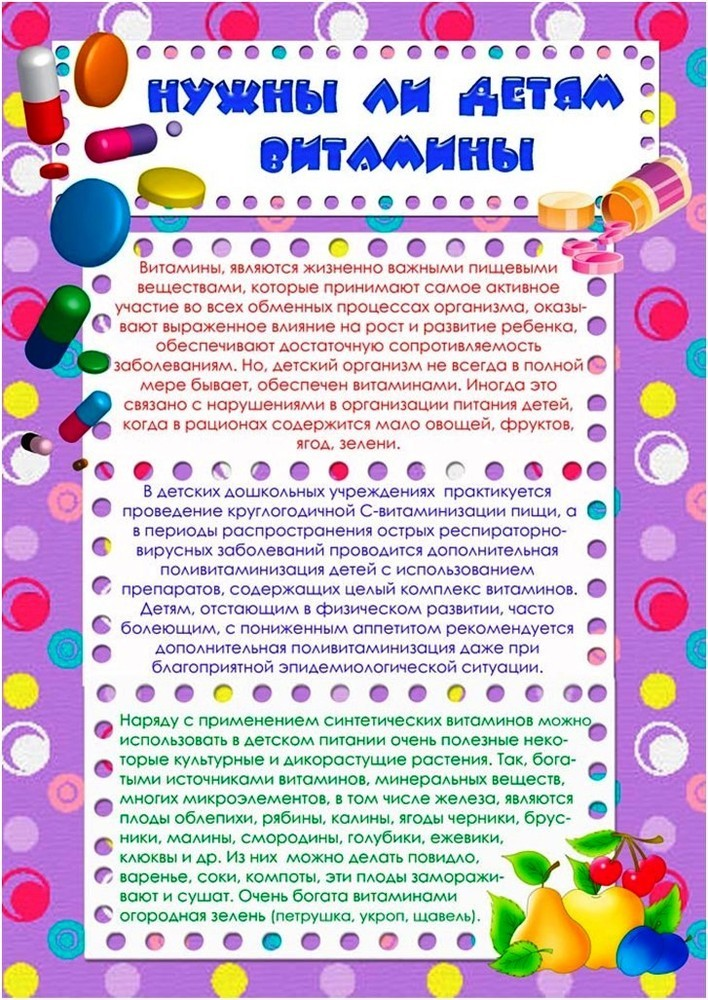 НУЖНЫ ЛИ ДЕТЯМ
ВИТАМИНЫ
Витамины, являются жизненно важными пищевыми
веществами, которые принимают самое активное
участие во всех обменных процессах организма, оказы-
вают выраженное влияние на рост и развитие ребенка,
обеспечивают достаточную сопротивляемость
заболеваниям. Но, детский организм не всегда в полной
мере бывает, обеспечен витаминами. Иногда это
связано с нарушениями в организации питания детей,
когда в рационах содержится мало овощей, фруктов,
ягод, зелени.
В детских дошкольных учреждениях практикуется
проведение круглогодичной С-витаминизации пищи, а
в периоды распространения острых респираторно-
вирусных заболеваний проводится дополнительная
поливитаминизация детей с использованием
препаратов, содержащих целый комплекс витаминов.
Детям, отстающим в физическом развитии, часто
болеющим, с пониженным аппетитом рекомендуется
дополнительная поливитаминизация даже при
благоприятной эпидемиологической ситуации.
Наряду с применением синтетических витаминов можно
использовать в детском питании очень полезные неко-
торые культурные и дикорастущие растения. Так, бога-
тыми источниками витаминов, минеральных веществ,
многих микроэлементов, в том числе железа, являются
плоды облепихи, рябины, калины, ягоды черники, брус-
ники, малины, смородины, голубики, ежевики,
клюквы и др. Из них можно делать повидло,
варенье, соки, компоты, эти плоды заморажи-
вают и сушат. Очень богата витаминами
огородная зелень (петрушка, укроп, щавель).